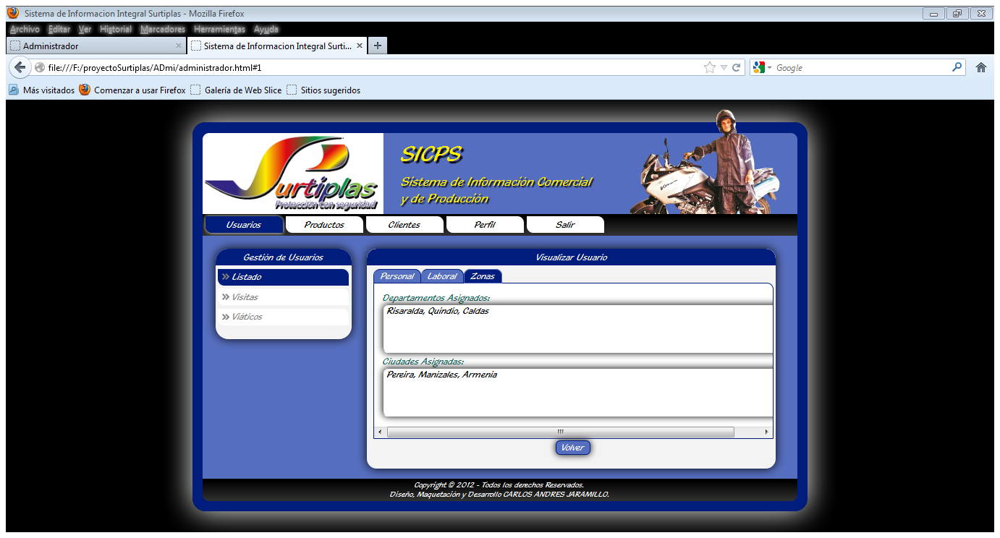 Sistema de Informacion Integral Surtiplas - Mozilla Firefox
Archivo Editar Ver Historial Marcadores Herramientas Ayuda
Administrador
Sistema de Informacion Integral Surti...
file:///F:/proyectoSurtiplas/ADmi/administrador.html#1
Google
Más visitados Comenzar a usar Firefox Galería de Web Slice Sitios sugeridos
Surtiplas
Protección con seguridad
SICPS
Sistema de Información Comercial
y de Producción
Usuarios Productos Clientes Perfil Salir
Gestión de Usuarios
» Listado
» Visitas
» Viáticos
Visualizar Usuario
Personal Laboral Zonas
Departamentos Asignados:
Risaralda, Quindio, Caldas
Ciudades Asignadas:
Pereira, Manizales, Armenia
Volver
Copyright © 2012 - Todos los derechos Reservados.
Diseño, Maquetación y Desarrollo CARLOS ANDRES JARAMILLO.